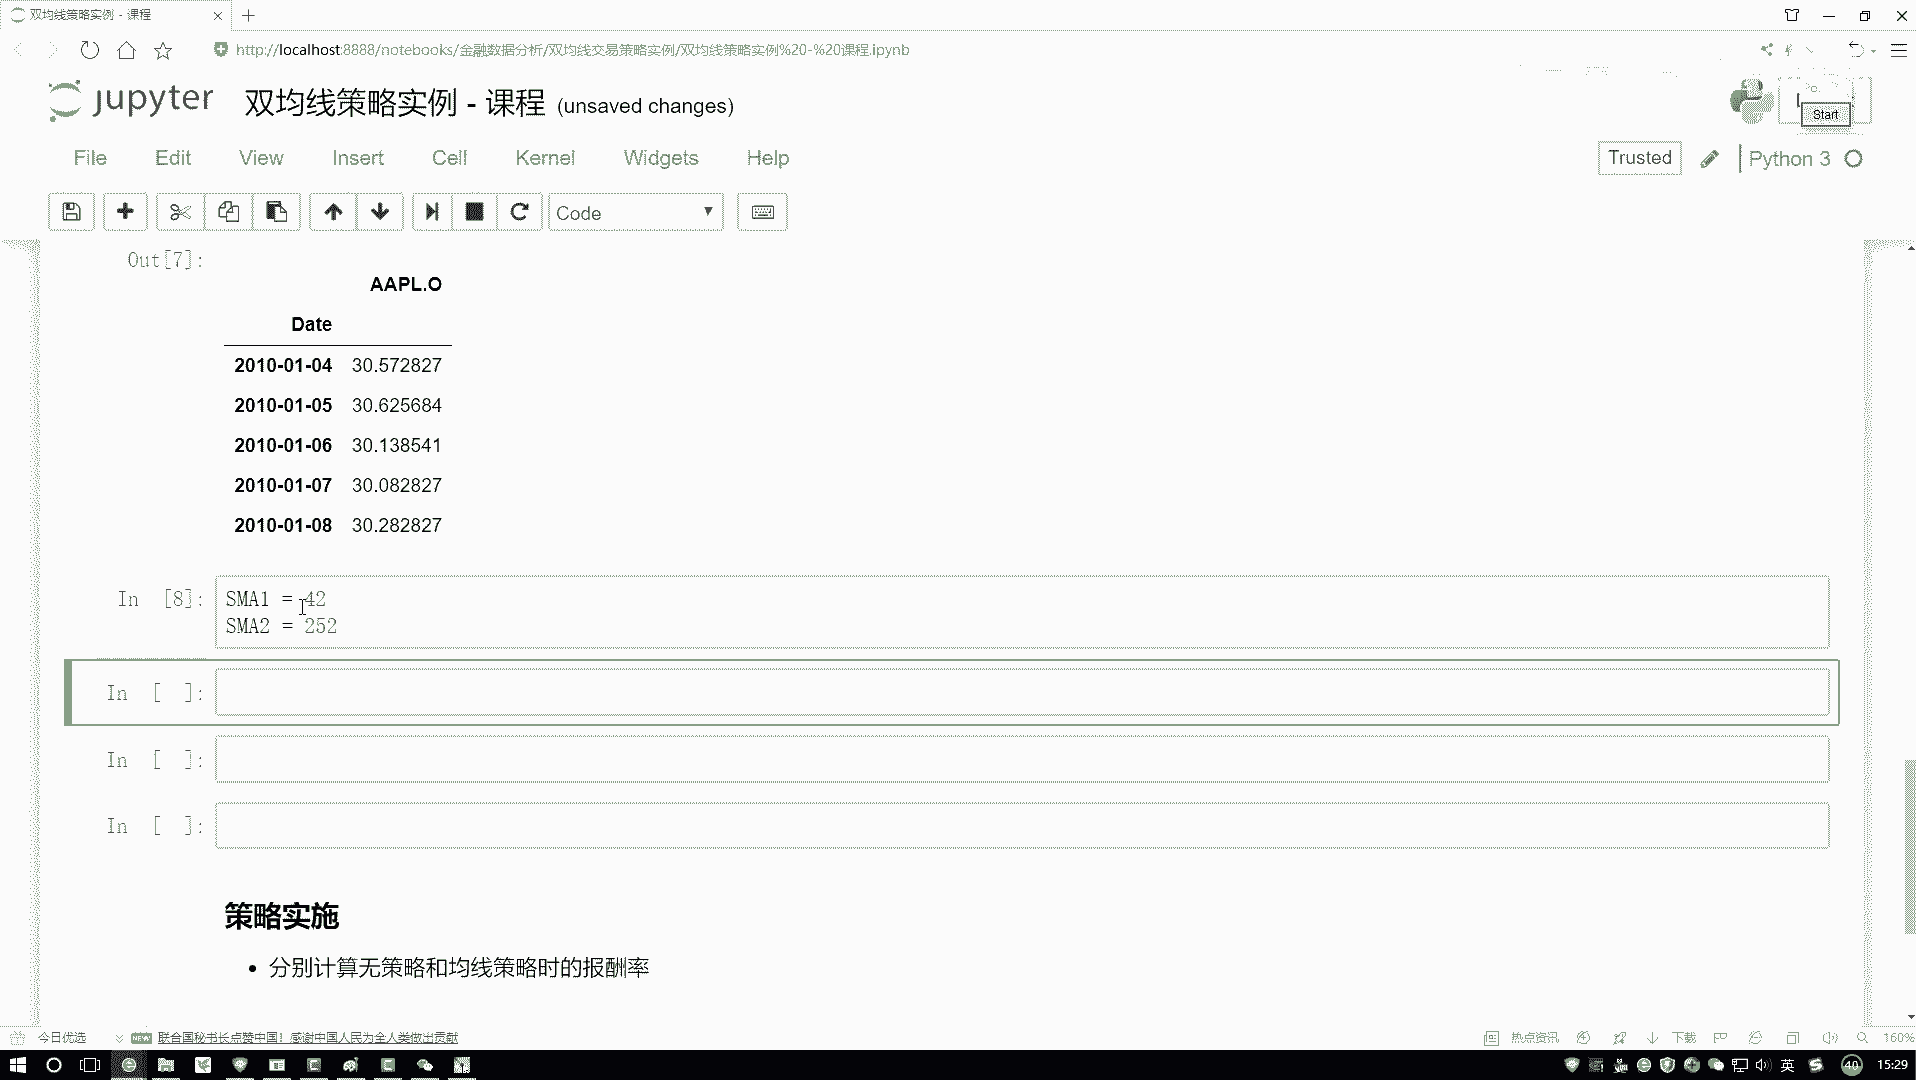 双均线策略实例 - 课程
http://localhost:8888/notebooks/金融数据分析/双均线交易策略实例/双均线策略实例%20-%20课程.ipynb
jupyter 双均线策略实例 - 课程 (unsaved changes)
Start
File Edit View Insert Cell Kernel Widgets Help
Trusted Python 3
Code
Out[7]:
AAPL.O
Date
2010-01-04 30.572827
2010-01-05 30.625684
2010-01-06 30.138541
2010-01-07 30.082827
2010-01-08 30.282827
In [8]: SMA1 = 42
SMA2 = 252
In [ ]:
In [ ]:
In [ ]:
策略实施
• 分别计算无策略和均线策略时的报酬率
今日优选 NEW 联合国秘书长点赞中国！感谢中国人民为全人类做出贡献 热点资讯 下载 160%
英 40 15:29